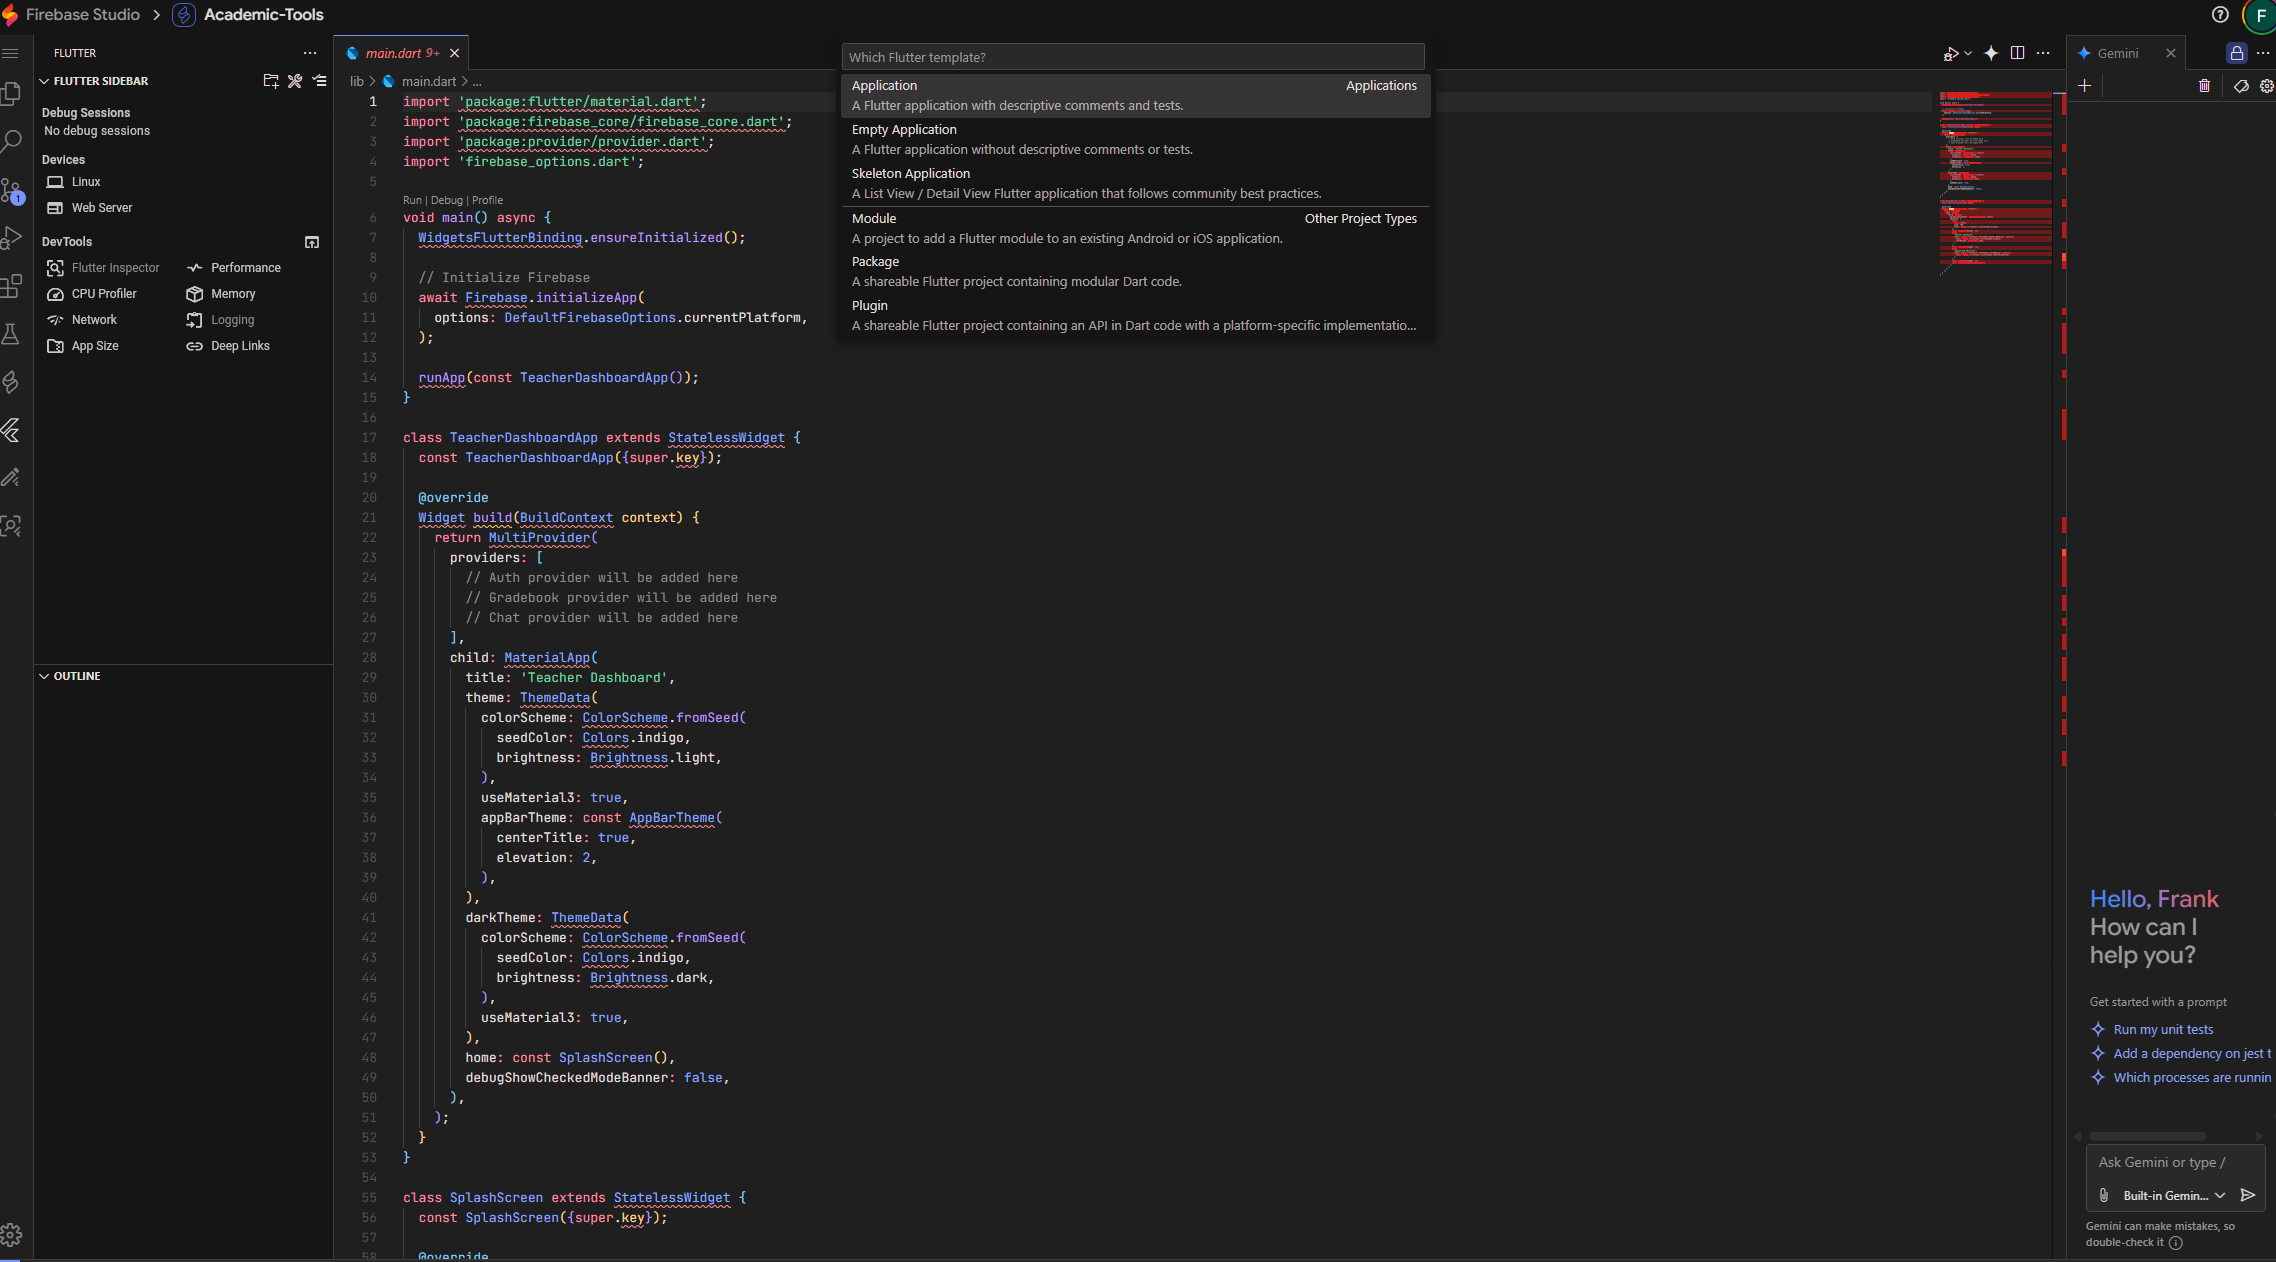 Firebase Studio > Academic-Tools
F
FLUTTER
FLUTTER SIDEBAR
Debug Sessions
No debug sessions
Devices
Linux
Web Server
DevTools
Flutter Inspector
Performance
CPU Profiler
Memory
Network
Logging
App Size
Deep Links
OUTLINE
1
main.dart 9+
lib > main.dart > ...
Which Flutter template?
Application
Applications
A Flutter application with descriptive comments and tests.
Empty Application
A Flutter application without descriptive comments or tests.
Skeleton Application
A List View / Detail View Flutter application that follows community best practices.
Module
Other Project Types
A project to add a Flutter module to an existing Android or iOS application.
Package
A shareable Flutter project containing modular Dart code.
Plugin
A shareable Flutter project containing an API in Dart code with a platform-specific implementatio...
1 import 'package:flutter/material.dart';
2 import 'package:firebase_core/firebase_core.dart';
3 import 'package:provider/provider.dart';
4 import 'firebase_options.dart';
5
Run | Debug | Profile
6 void main() async {
7 WidgetsFlutterBinding.ensureInitialized();
8
9 // Initialize Firebase
10 await Firebase.initializeApp(
11 options: DefaultFirebaseOptions.currentPlatform,
12 );
13
14 runApp(const TeacherDashboardApp());
15 }
16
17 class TeacherDashboardApp extends StatelessWidget {
18 const TeacherDashboardApp({super.key});
19
20 @override
21 Widget build(BuildContext context) {
22 return MultiProvider(
23 providers: [
24 // Auth provider will be added here
25 // Gradebook provider will be added here
26 // Chat provider will be added here
27 ],
28 child: MaterialApp(
29 title: 'Teacher Dashboard',
30 theme: ThemeData(
31 colorScheme: ColorScheme.fromSeed(
32 seedColor: Colors.indigo,
33 brightness: Brightness.light,
34 ),
35 useMaterial3: true,
36 appBarTheme: const AppBarTheme(
37 centerTitle: true,
38 elevation: 2,
39 ),
40 ),
41 darkTheme: ThemeData(
42 colorScheme: ColorScheme.fromSeed(
43 seedColor: Colors.indigo,
44 brightness: Brightness.dark,
45 ),
46 useMaterial3: true,
47 ),
48 home: const SplashScreen(),
49 debugShowCheckedModeBanner: false,
50 ),
51 );
52 }
53 }
54
55 class SplashScreen extends StatelessWidget {
56 const SplashScreen({super.key});
57
58 @override
Gemini
Hello, Frank
How can I
help you?
Get started with a prompt
Run my unit tests
Add a dependency on jest t
Which processes are runnin
Ask Gemini or type /
Built-in Gemin...
Gemini can make mistakes, so
double-check it